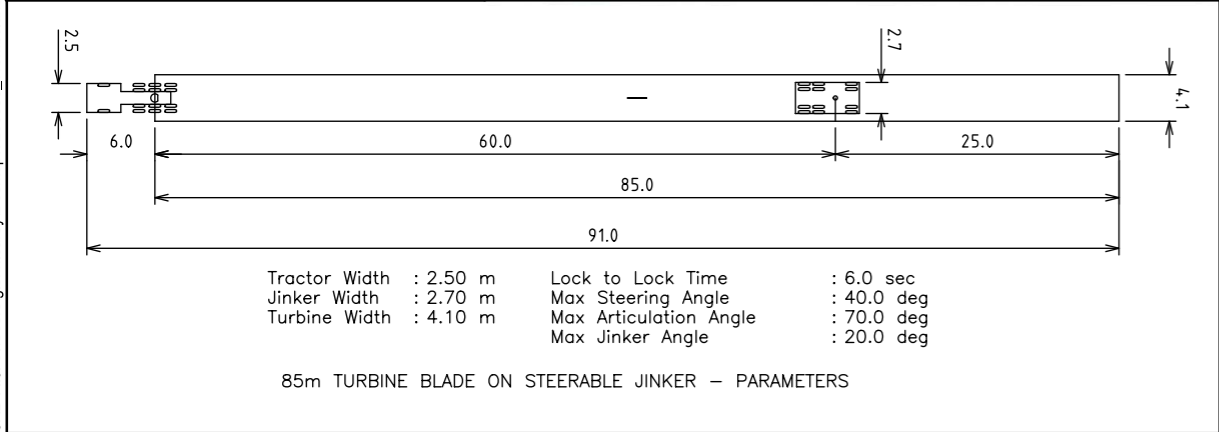 2.5
2.7
4.1
6.0
60.0
25.0
85.0
91.0
Tractor Width : 2.50 m
Jinker Width : 2.70 m
Turbine Width : 4.10 m
Lock to Lock Time : 6.0 sec
Max Steering Angle : 40.0 deg
Max Articulation Angle : 70.0 deg
Max Jinker Angle : 20.0 deg
85m TURBINE BLADE ON STEERABLE JINKER – PARAMETERS